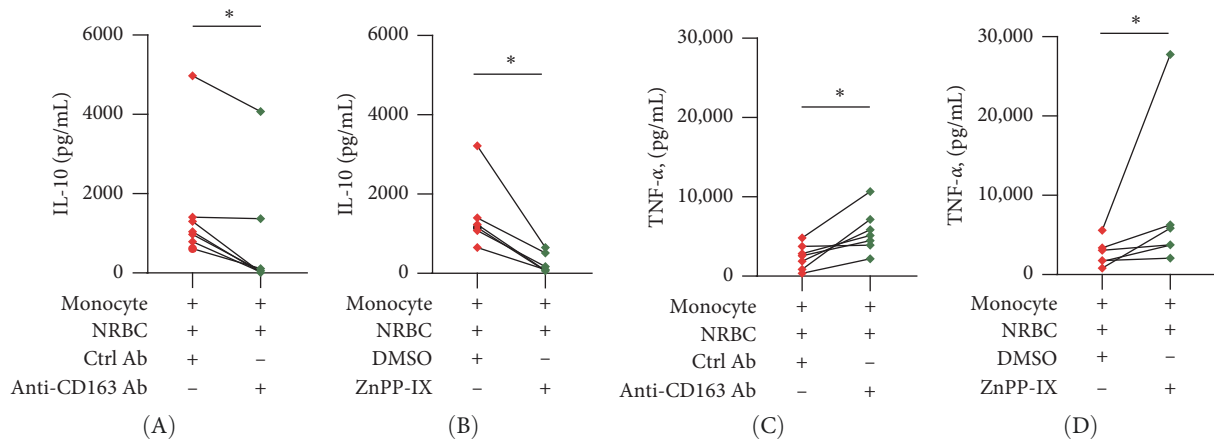 *
6000
4000
2000
0
IL-10 (pg/mL)
Monocyte + +
NRBC + +
Ctrl Ab + –
Anti-CD163 Ab – +
(A)
*
6000
4000
2000
0
IL-10 (pg/mL)
Monocyte + +
NRBC + +
DMSO + –
ZnPP-IX – +
(B)
*
30,000
20,000
10,000
0
TNF-α, (pg/mL)
Monocyte + +
NRBC + +
Ctrl Ab + –
Anti-CD163 Ab – +
(C)
*
30,000
20,000
10,000
0
TNF-α, (pg/mL)
Monocyte + +
NRBC + +
DMSO + –
ZnPP-IX – +
(D)